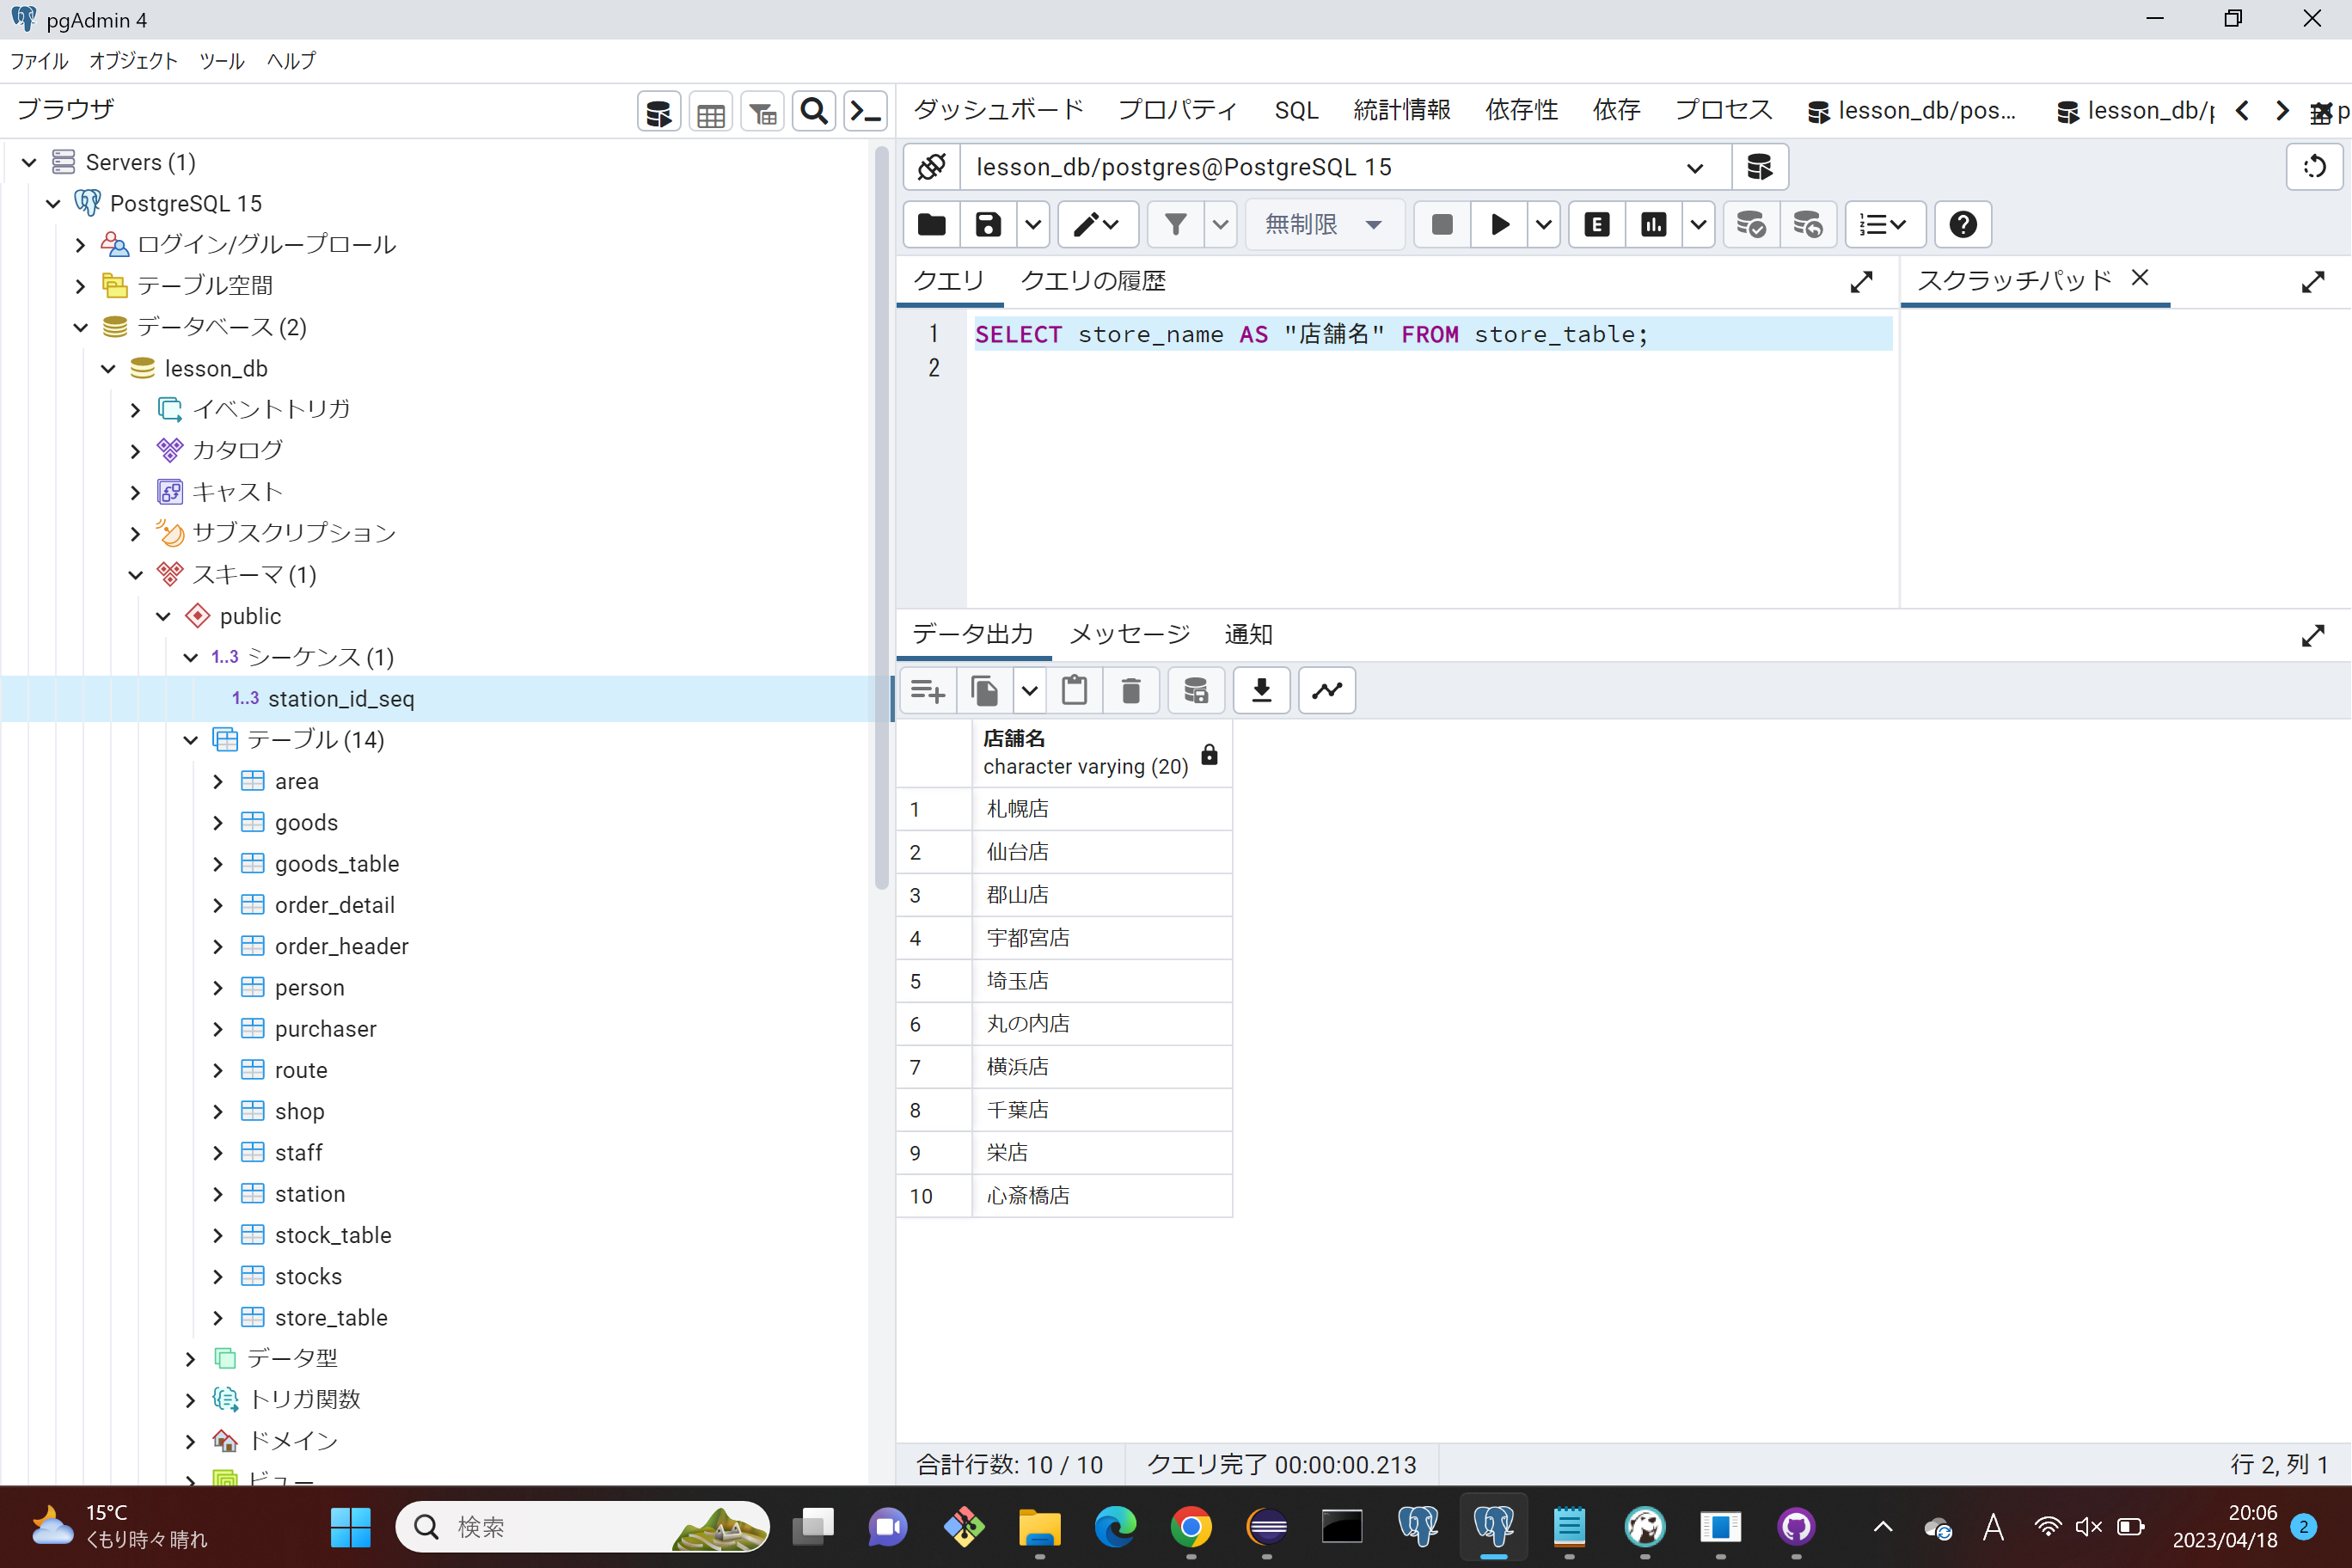 pgAdmin 4
ファイル オブジェクト ツール ヘルプ
ブラウザ
Servers (1)
PostgreSQL 15
ログイン/グループロール
テーブル空間
データベース (2)
lesson_db
イベントトリガ
カタログ
キャスト
サブスクリプション
スキーマ (1)
public
1..3 シーケンス (1)
1..3 station_id_seq
テーブル (14)
area
goods
goods_table
order_detail
order_header
person
purchaser
route
shop
staff
station
stock_table
stocks
store_table
データ型
トリガ関数
ドメイン
ビュー
ダッシュボード プロパティ SQL 統計情報 依存性 依存 プロセス lesson_db/pos... lesson_db/p
lesson_db/postgres@PostgreSQL 15
無制限 E
クエリ クエリの履歴 スクラッチパッド
1 SELECT store_name AS "店舗名" FROM store_table;
2
データ出力 メッセージ 通知
店舗名
character varying (20)
1 札幌店
2 仙台店
3 郡山店
4 宇都宮店
5 埼玉店
6 丸の内店
7 横浜店
8 千葉店
9 栄店
10 心斎橋店
合計行数: 10 / 10 クエリ完了 00:00:00.213 行 2, 列 1
15°C
くもり時々晴れ
検索
A
20:06
2023/04/18
2